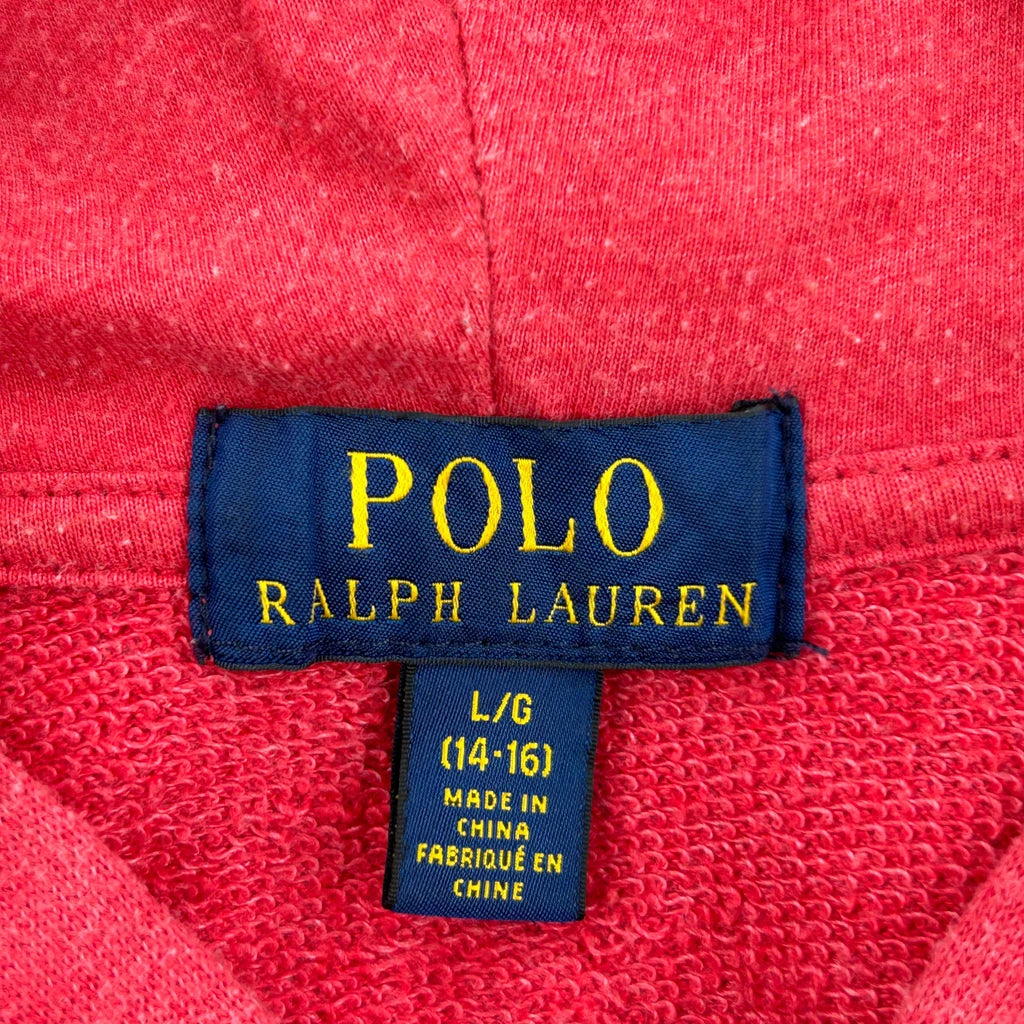 POLO
RALPH LAUREN
L/G
(14-16)
MADE IN
CHINA
FABRIQUÉ EN
CHINE